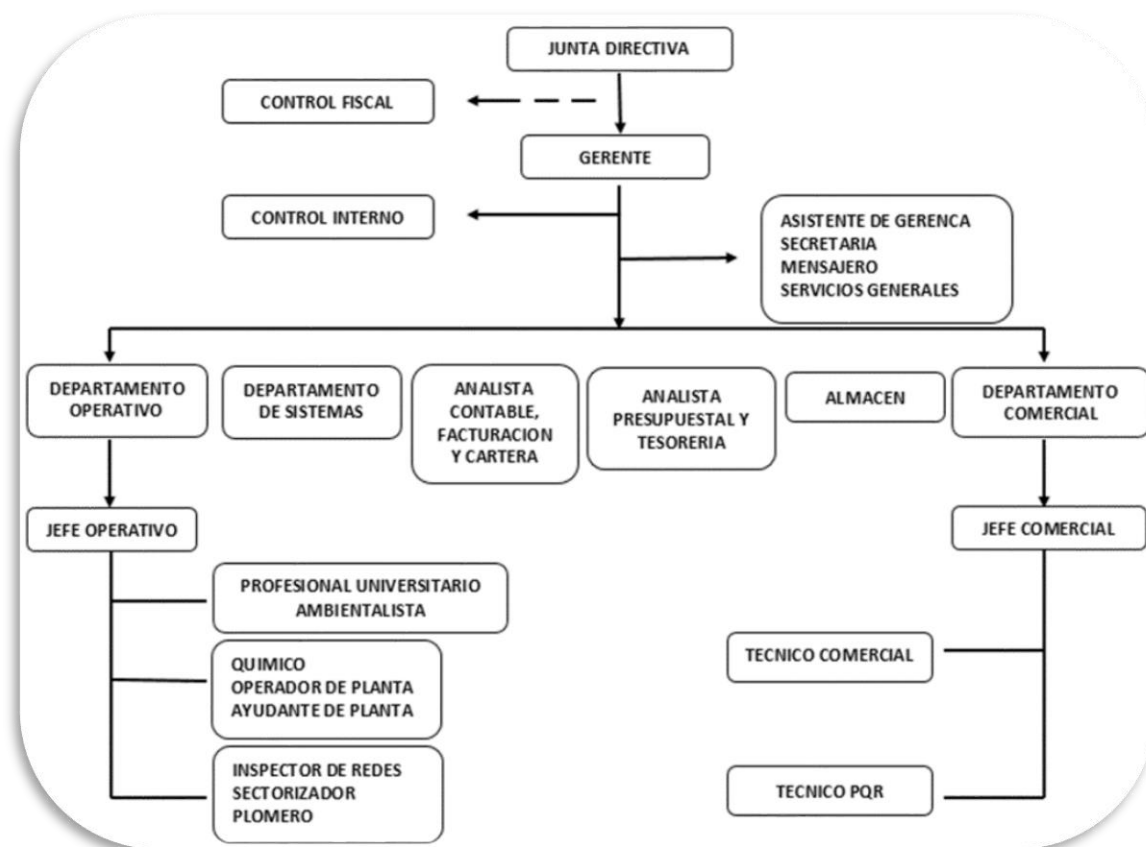 JUNTA DIRECTIVA
CONTROL FISCAL
GERENTE
CONTROL INTERNO
ASISTENTE DE GERENCA
SECRETARIA
MENSAJERO
SERVICIOS GENERALES
DEPARTAMENTO
OPERATIVO
DEPARTAMENTO
DE SISTEMAS
ANALISTA
CONTABLE,
FACTURACION
Y CARTERA
ANALISTA
PRESUPUESTAL Y
TESORERIA
ALMACEN
DEPARTAMENTO
COMERCIAL
JEFE OPERATIVO
JEFE COMERCIAL
PROFESIONAL UNIVERSITARIO
AMBIENTALISTA
QUIMICO
OPERADOR DE PLANTA
AYUDANTE DE PLANTA
TECNICO COMERCIAL
INSPECTOR DE REDES
SECTORIZADOR
PLOMERO
TECNICO PQR